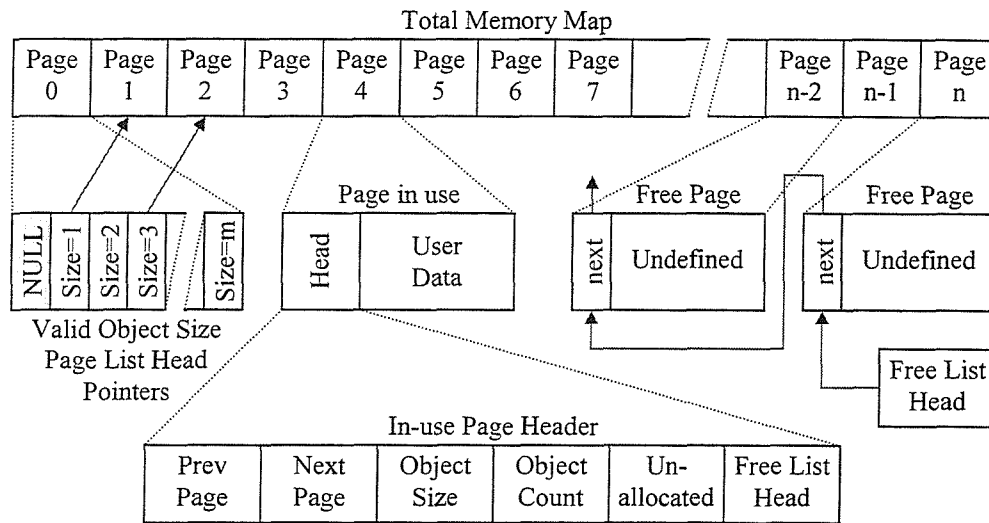 Total Memory Map
Page 0
Page 1
Page 2
Page 3
Page 4
Page 5
Page 6
Page 7
Page n-2
Page n-1
Page n
Page in use
Free Page
Free Page
NULL
Size=1
Size=2
Size=3
Size=m
Head
User
Data
next
Undefined
next
Undefined
Valid Object Size
Page List Head
Pointers
Free List
Head
In-use Page Header
Prev
Page
Next
Page
Object
Size
Object
Count
Un-
allocated
Free List
Head